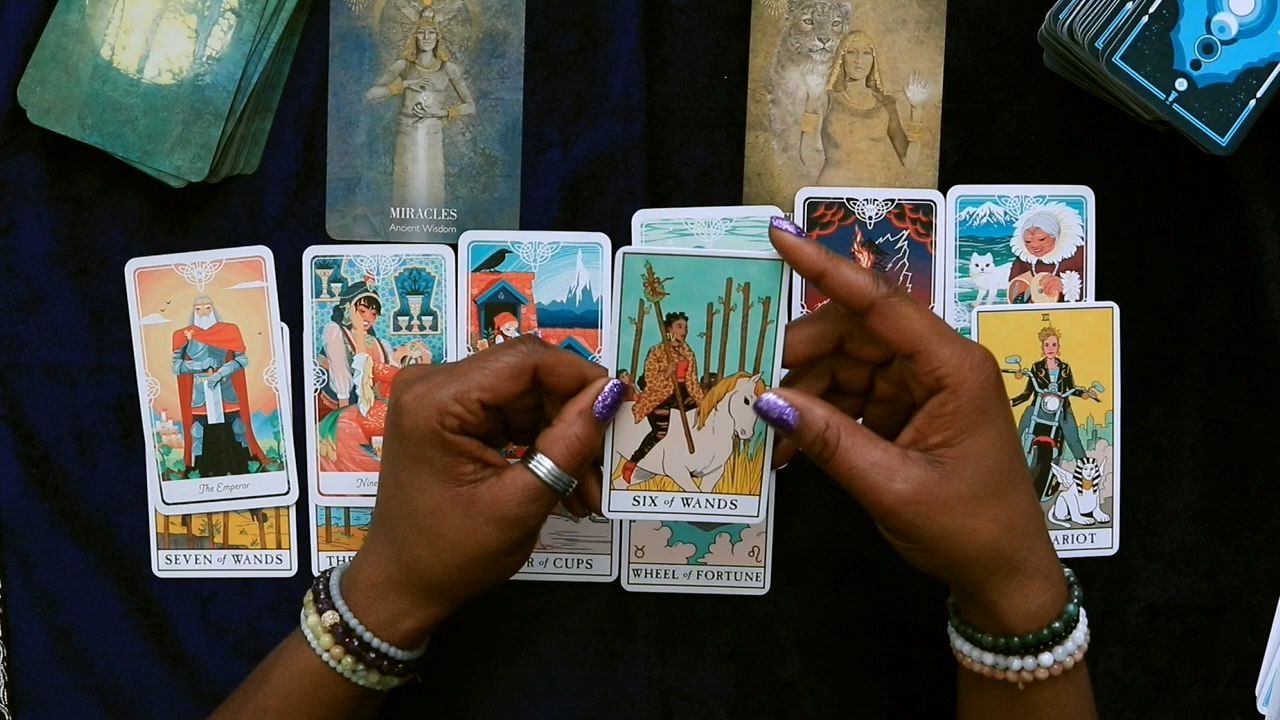 MIRACLES
Ancient Wisdom
The Emperor
Nine
SIX of WANDS
ARIOT
SEVEN of WANDS
of CUPS
WHEEL of FORTUNE